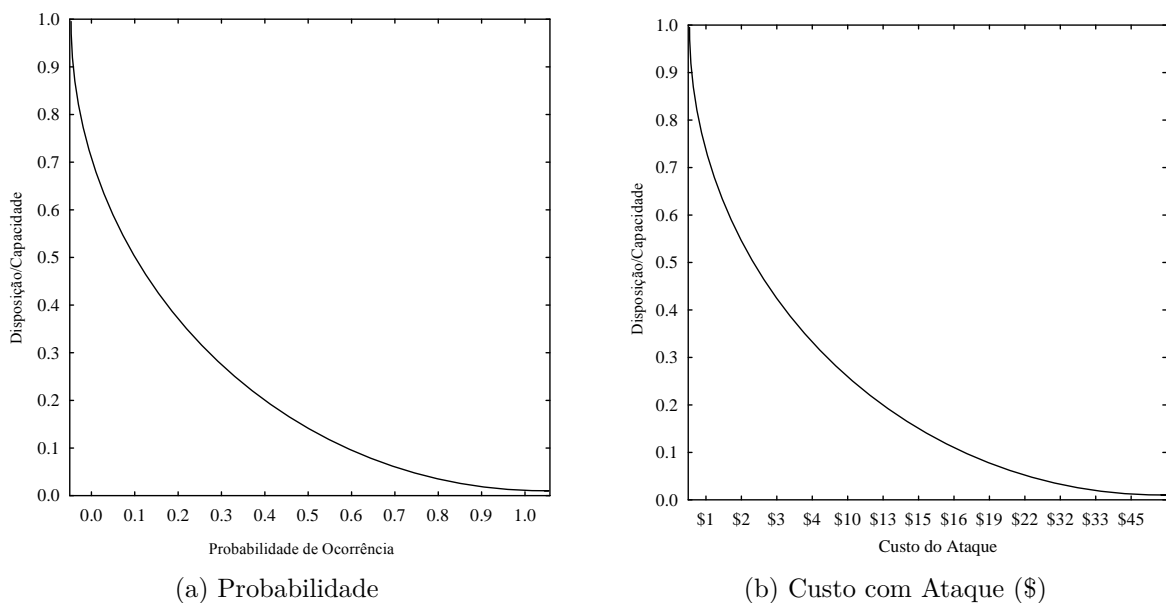 1.0
0.9
0.8
0.7
0.6
0.5
0.4
0.3
0.2
0.1
0.0
Disposição/Capacidade
0.0 0.1 0.2 0.3 0.4 0.5 0.6 0.7 0.8 0.9 1.0
Probabilidade de Ocorrência
(a) Probabilidade
1.0
0.9
0.8
0.7
0.6
0.5
0.4
0.3
0.2
0.1
0.0
Disposição/Capacidade
$1 $2 $3 $4 $10 $13 $15 $16 $19 $22 $32 $33 $45
Custo do Ataque
(b) Custo com Ataque ($)